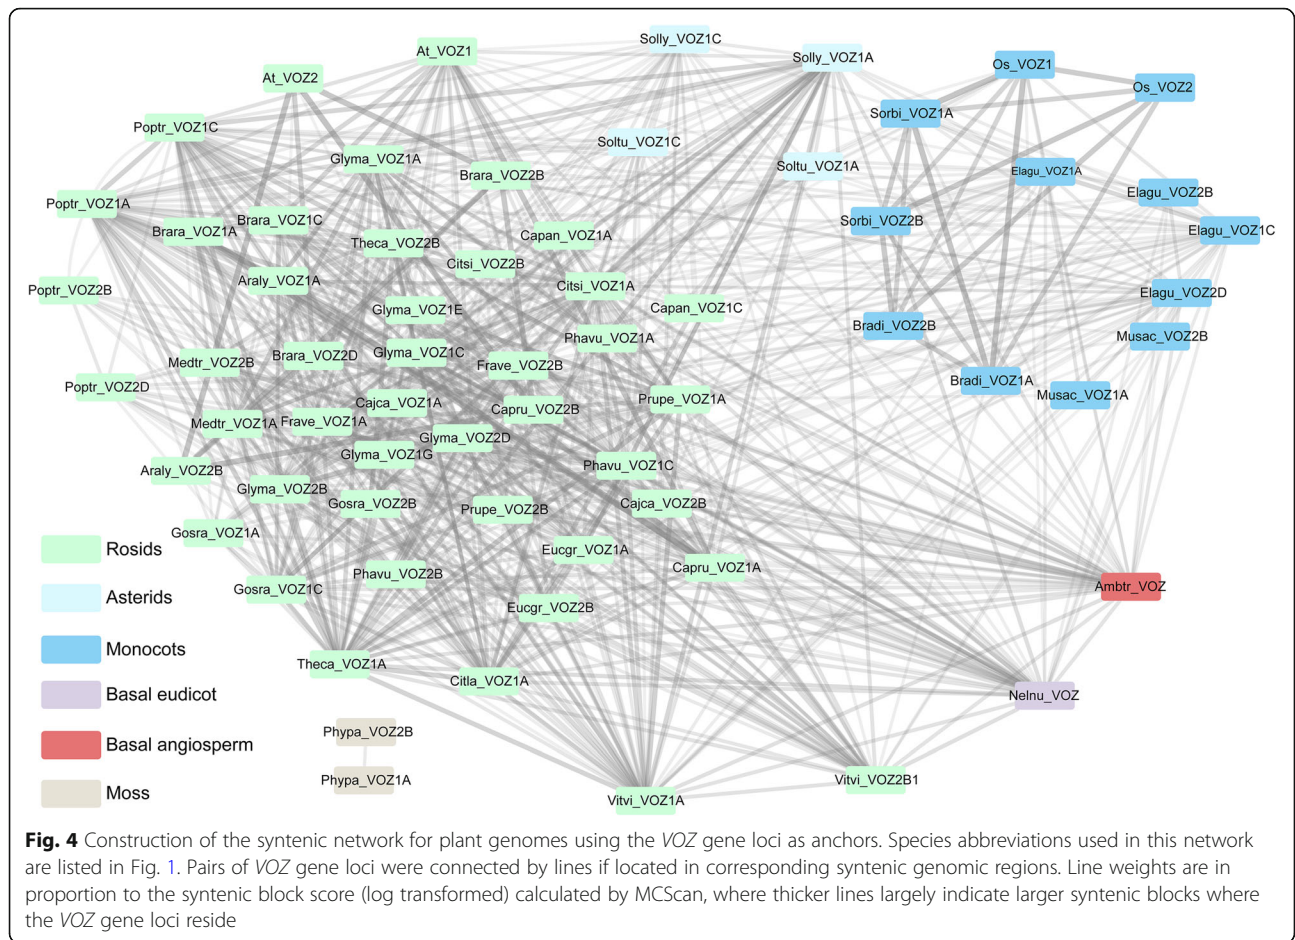 Solly_VOZ1C
At_VOZ1
Solly_VOZ1A
Os_VOZ1
At_VOZ2
Os_VOZ2
Sorbi_VOZ1A
Poptr_VOZ1C
Soltu_VOZ1C
Glyma_VOZ1A
Soltu_VOZ1A
Elagu_VOZ1A
Brara_VOZ2B
Elagu_VOZ2B
Poptr_VOZ1A
Brara_VOZ1C
Sorbi_VOZ2B
Brara_VOZ1A
Elagu_VOZ1C
Capan_VOZ1A
Theca_VOZ2B
Citsi_VOZ2B
Araly_VOZ1A
Citsi_VOZ1A
Poptr_VOZ2B
Elagu_VOZ2D
Capan_VOZ1C
Glyma_VOZ1E
Bradi_VOZ2B
Musac_VOZ2B
Phavu_VOZ1A
Glyma_VOZ1C
Brara_VOZ2D
Medtr_VOZ2B
Frave_VOZ2B
Bradi_VOZ1A
Poptr_VOZ2D
Musac_VOZ1A
Prupe_VOZ1A
Cajca_VOZ1A
Capru_VOZ2B
Medtr_VOZ1A
Frave_VOZ1A
Glyma_VOZ2D
Glyma_VOZ1G
Phavu_VOZ1C
Araly_VOZ2B
Glyma_VOZ2B
Gosra_VOZ2B
Cajca_VOZ2B
Prupe_VOZ2B
Gosra_VOZ1A
Rosids
Eucgr_VOZ1A
Capru_VOZ1A
Phavu_VOZ2B
Ambtr_VOZ
Gosra_VOZ1C
Asterids
Eucgr_VOZ2B
Monocots
Theca_VOZ1A
Citla_VOZ1A
Basal eudicot
Nelnu_VOZ
Phypa_VOZ2B
Basal angiosperm
Phypa_VOZ1A
Vitvi_VOZ2B1
Moss
Vitvi_VOZ1A
Fig. 4 Construction of the syntenic network for plant genomes using the VOZ gene loci as anchors. Species abbreviations used in this network
are listed in Fig. 1. Pairs of VOZ gene loci were connected by lines if located in corresponding syntenic genomic regions. Line weights are in
proportion to the syntenic block score (log transformed) calculated by MCScan, where thicker lines largely indicate larger syntenic blocks where
the VOZ gene loci reside